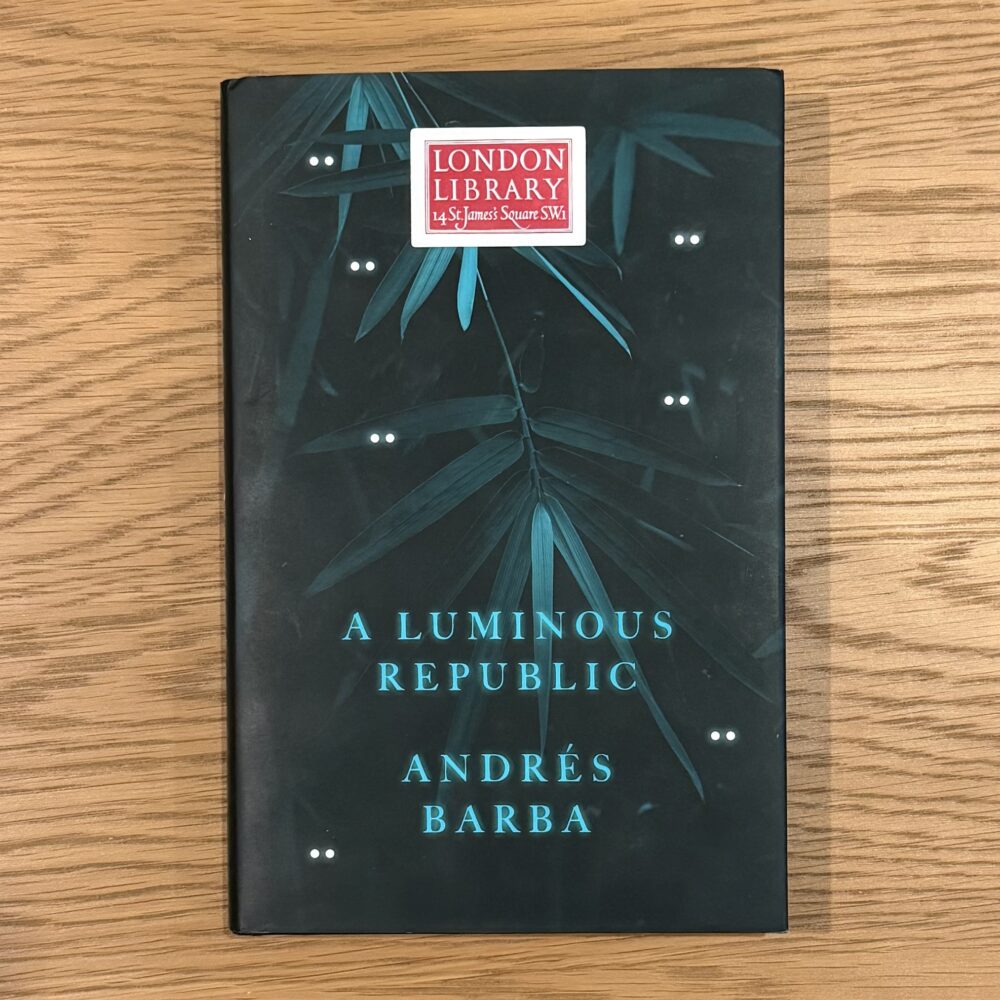 LONDON
LIBRARY
14 St. James's Square S.W.1
A LUMINOUS
REPUBLIC
ANDRÉS
BARBA